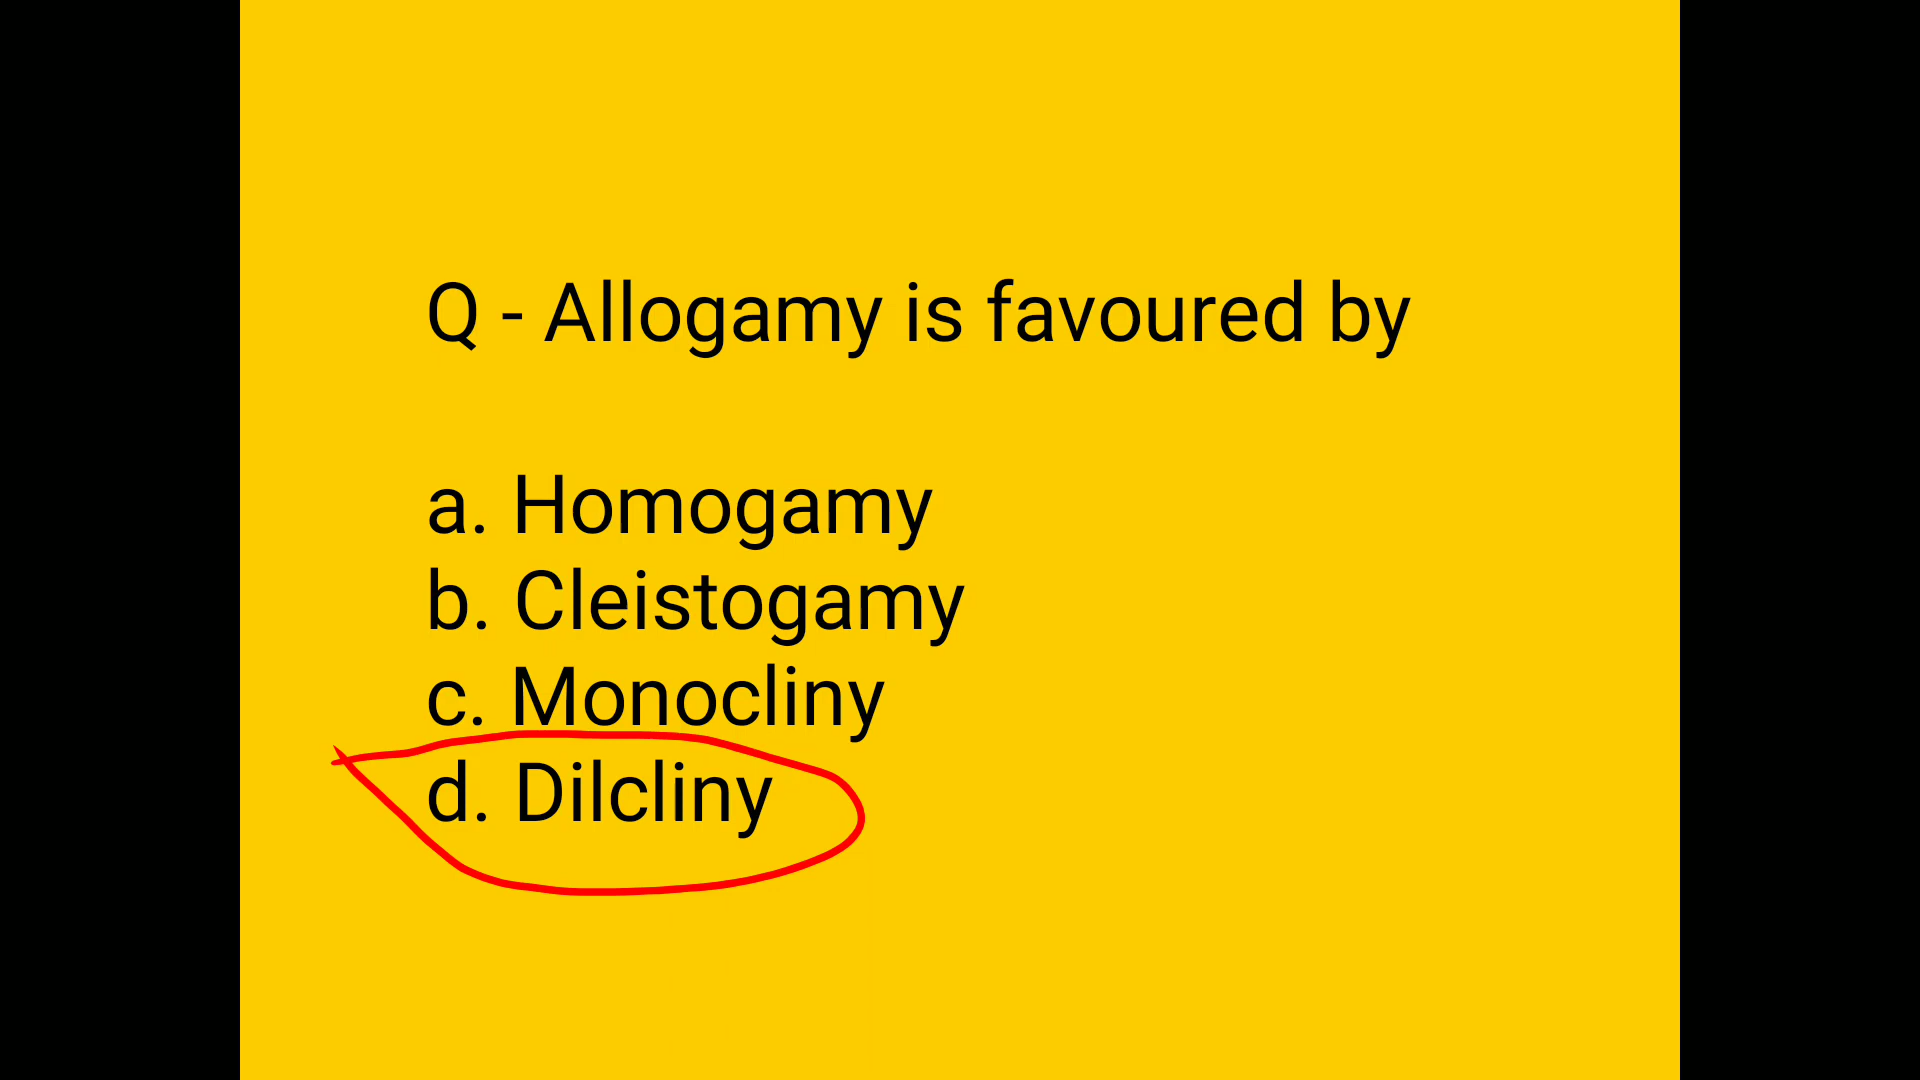 Q - Allogamy is favoured by
a. Homogamy
b. Cleistogamy
c. Monocliny
d. Dilcliny